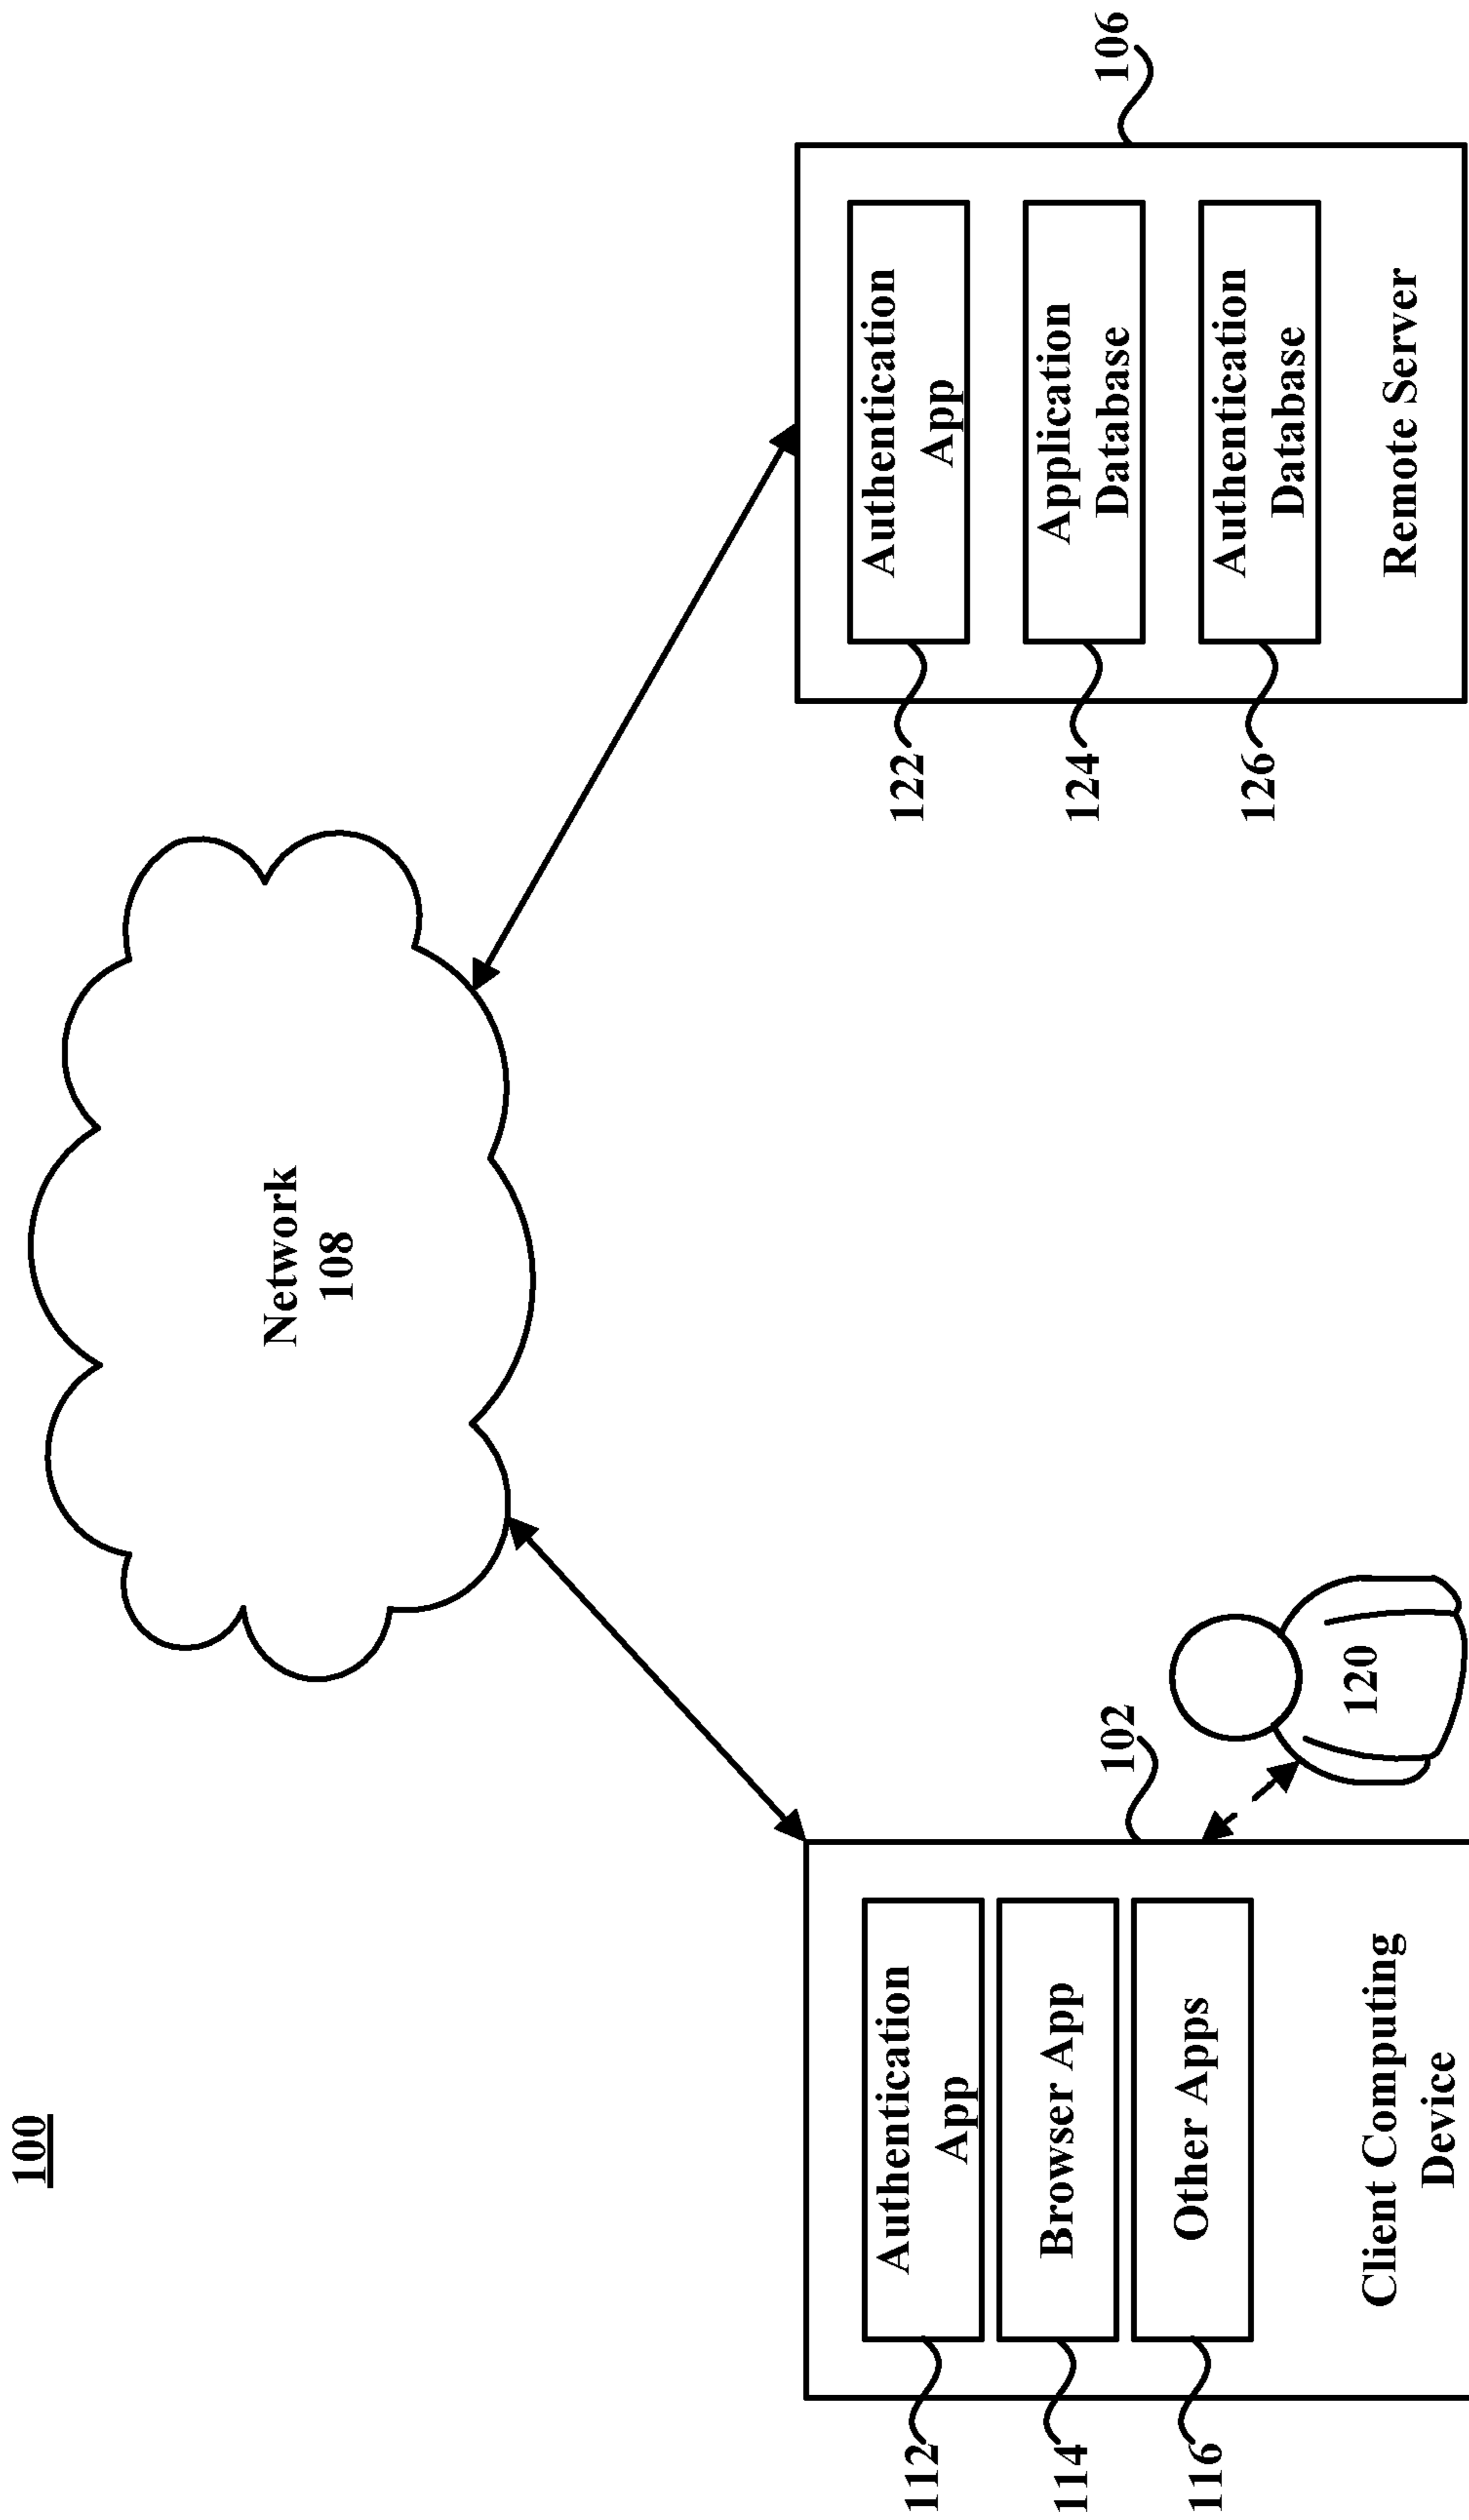 100
Network
108
102
120
112
Authentication
App
114
Browser App
116
Other Apps
Client Computing
Device
106
122
Authentication
App
124
Application
Database
126
Authentication
Database
Remote Server